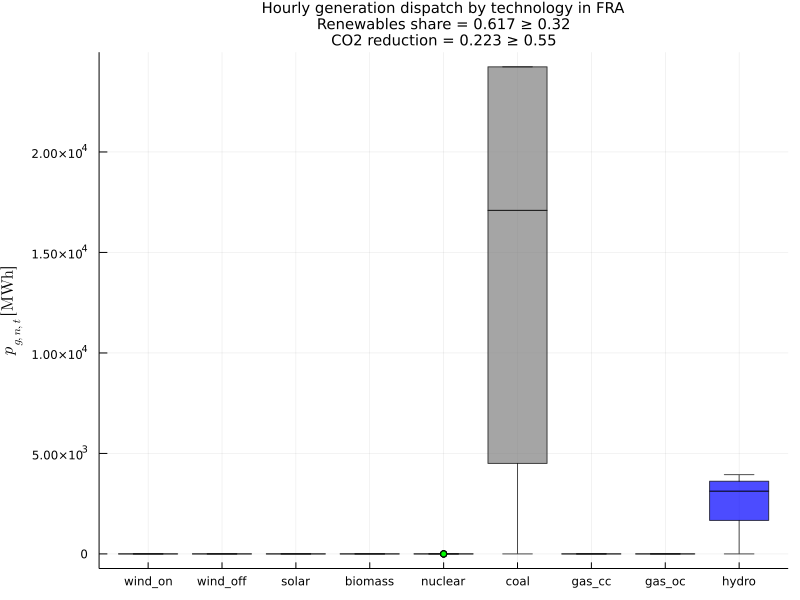 Hourly generation dispatch by technology in FRA
Renewables share = 0.617 ≥ 0.32
CO2 reduction = 0.223 ≥ 0.55
p_{g,n,t} [MWh]
2.00×10⁴
1.50×10⁴
1.00×10⁴
5.00×10³
0
wind_on wind_off solar biomass nuclear coal gas_cc gas_oc hydro